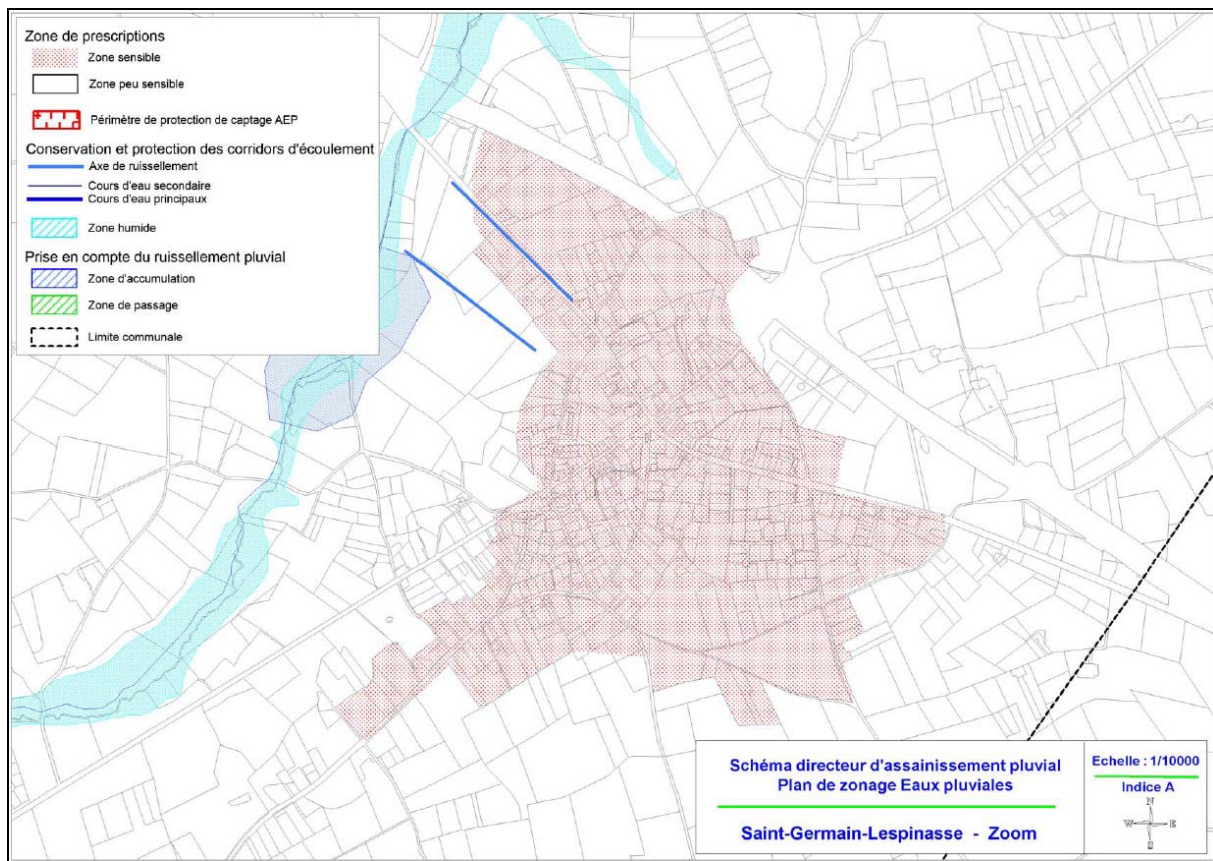 Zone de prescriptions
Zone sensible
Zone peu sensible
Périmètre de protection de captage AEP
Conservation et protection des corridors d'écoulement
Axe de ruissellement
Cours d'eau secondaire
Cours d'eau principaux
Zone humide
Prise en compte du ruissellement pluvial
Zone d'accumulation
Zone de passage
Limite communale
Schéma directeur d'assainissement pluvial
Plan de zonage Eaux pluviales
Saint-Germain-Lespinasse - Zoom
Echelle : 1/10000
Indice A
N
W E
S